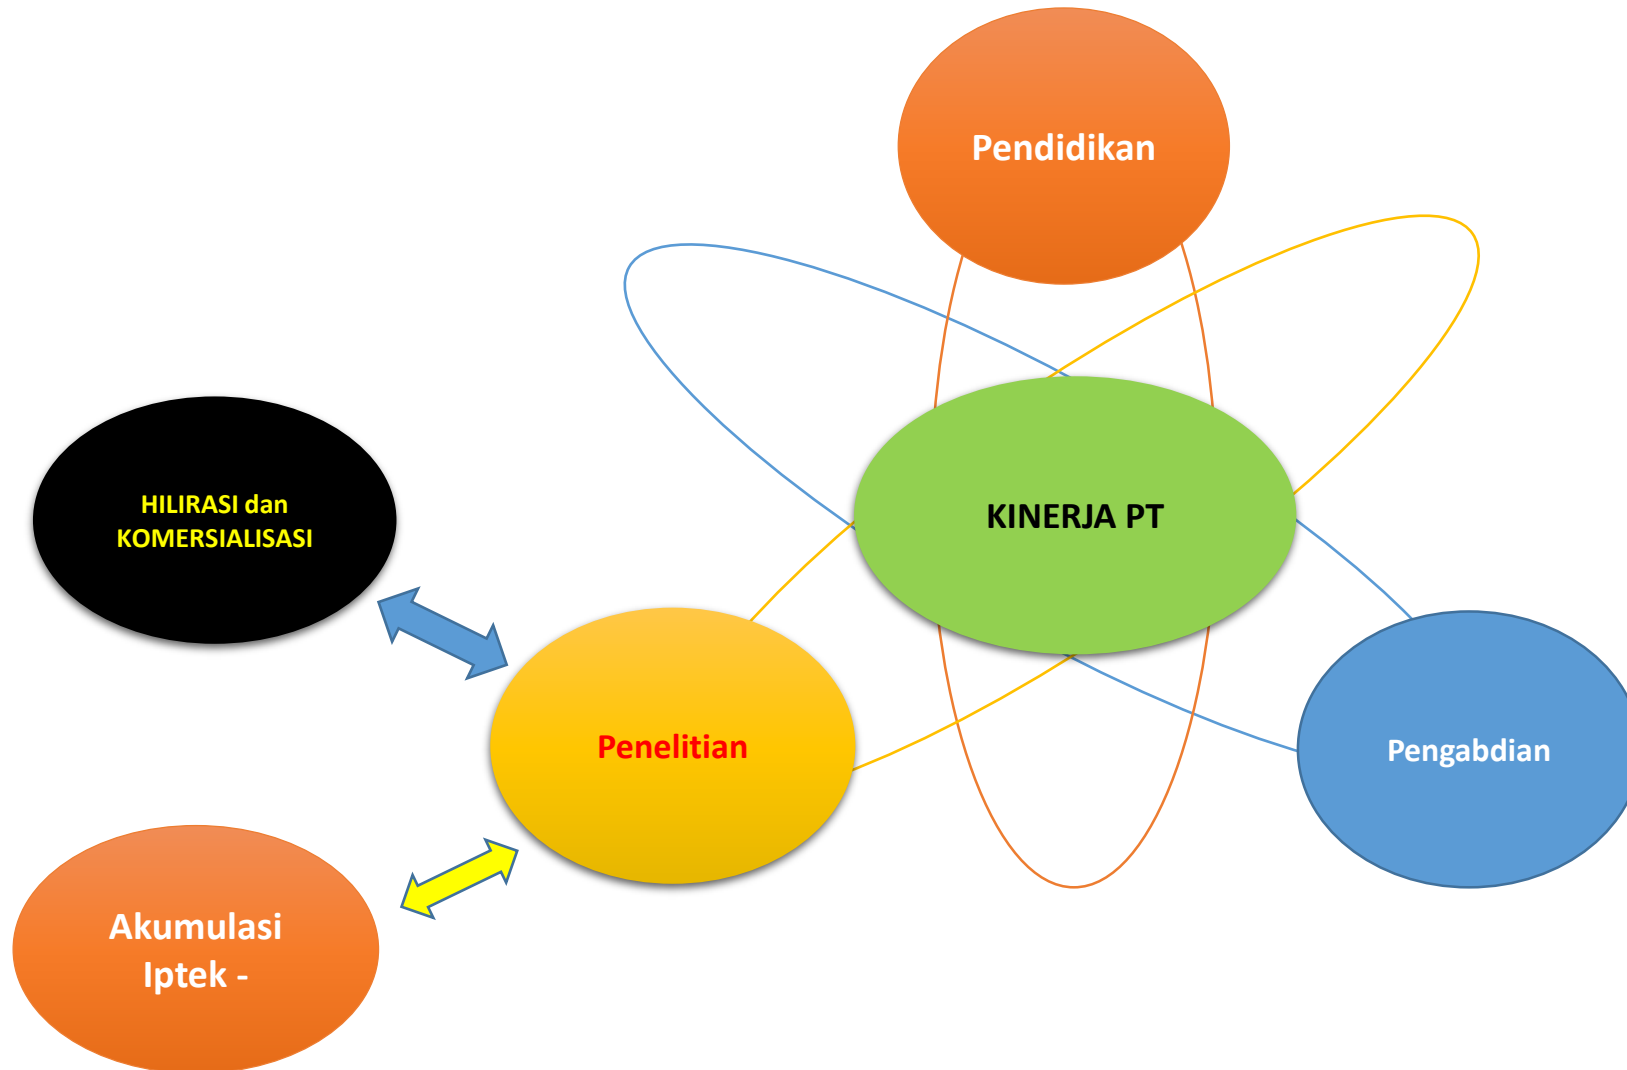 Pendidikan
HILIRASI dan
KOMERSIALISASI
KINERJA PT
Penelitian
Pengabdian
Akumulasi
Iptek -